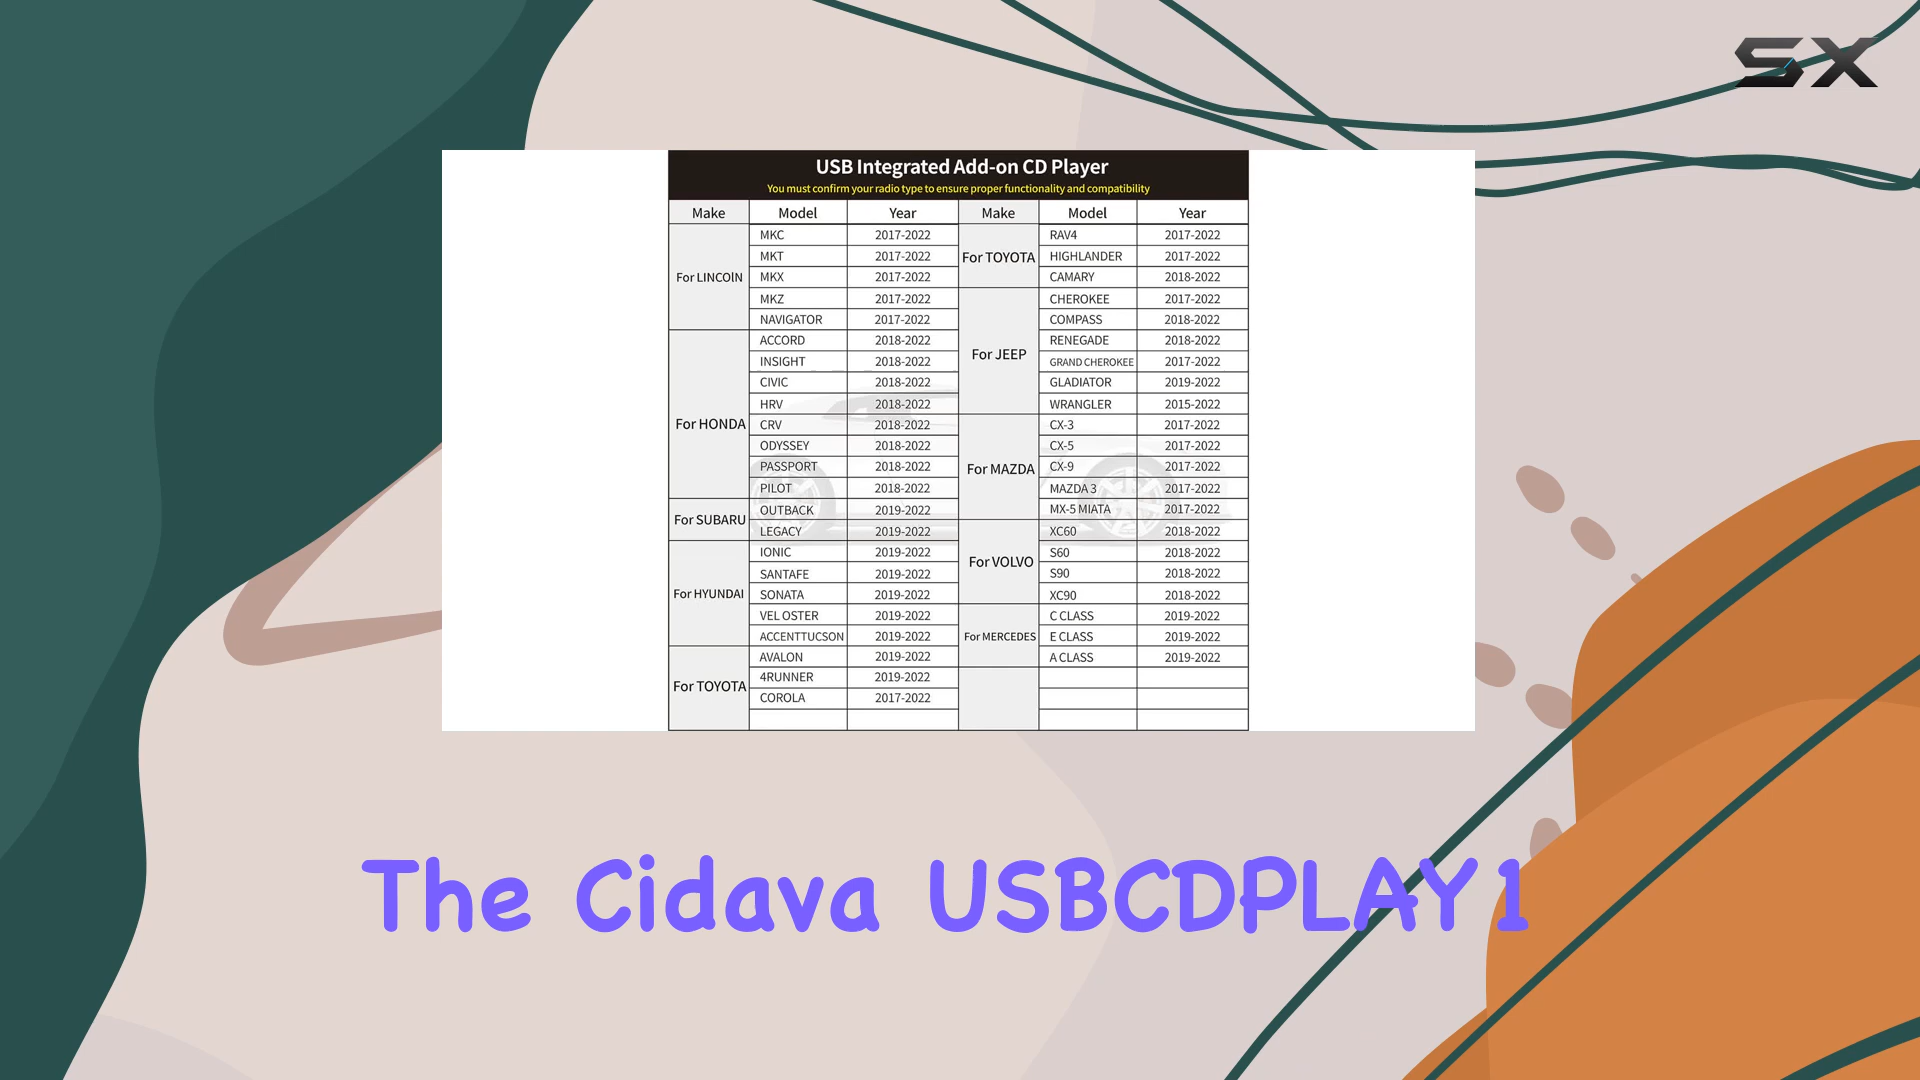 SX
USB Integrated Add-on CD Player
You must confirm your radio type to ensure proper functionality and compatibility
Make Model Year Make Model Year
For LINCOlN
MKC 2017-2022
MKT 2017-2022
MKX 2017-2022
MKZ 2017-2022
NAVIGATOR 2017-2022
For HONDA
ACCORD 2018-2022
INSIGHT 2018-2022
CIVIC 2018-2022
HRV 2018-2022
CRV 2018-2022
ODYSSEY 2018-2022
PASSPORT 2018-2022
PILOT 2018-2022
For SUBARU
OUTBACK 2019-2022
LEGACY 2019-2022
For HYUNDAI
IONIC 2019-2022
SANTAFE 2019-2022
SONATA 2019-2022
VEL OSTER 2019-2022
ACCENTTUCSON 2019-2022
For TOYOTA
AVALON 2019-2022
4RUNNER 2019-2022
COROLA 2017-2022
For TOYOTA
RAV4 2017-2022
HIGHLANDER 2017-2022
CAMARY 2018-2022
For JEEP
CHEROKEE 2017-2022
COMPASS 2018-2022
RENEGADE 2018-2022
GRAND CHEROKEE 2017-2022
GLADIATOR 2019-2022
WRANGLER 2015-2022
For MAZDA
CX-3 2017-2022
CX-5 2017-2022
CX-9 2017-2022
MAZDA 3 2017-2022
MX-5 MIATA 2017-2022
For VOLVO
XC60 2018-2022
S60 2018-2022
S90 2018-2022
XC90 2018-2022
For MERCEDES
C CLASS 2019-2022
E CLASS 2019-2022
A CLASS 2019-2022
The Cidava USBCDPLAY1